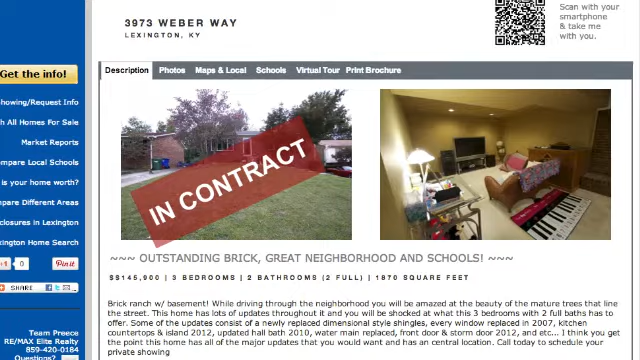 3973 WEBER WAY
LEXINGTON, KY
Scan with your
smartphone
& take me
with you.
Get the info!
Showing/Request Info
All Homes For Sale
Market Reports
Local Schools
is your home worth?
Different Areas
in Lexington
Home Search
+1 0 Pin it
SHARE
Team Preece
RE/MAX Elite Realty
859-420-0184
Questions?
Description Photos Maps & Local Schools Virtual Tour Print Brochure
IN CONTRACT
~~~ OUTSTANDING BRICK, GREAT NEIGHBORHOOD AND SCHOOLS! ~~~
$$145,900 | 3 BEDROOMS | 2 BATHROOMS (2 FULL) | 1870 SQUARE FEET
Brick ranch w/ basement! While driving through the neighborhood you will be amazed at the beauty of the mature trees that line
the street. This home has lots of updates throughout it and you will be shocked at what this 3 bedrooms with 2 full baths has to
offer. Some of the updates consist of a newly replaced dimensional style shingles, every window replaced in 2007, kitchen
countertops & island 2012, updated hall bath 2010, water main replaced, front door & storm door 2012, and etc... I must tell you
the point this home has all of the major updates that you would want and has an central location. Call today to schedule your
private showing